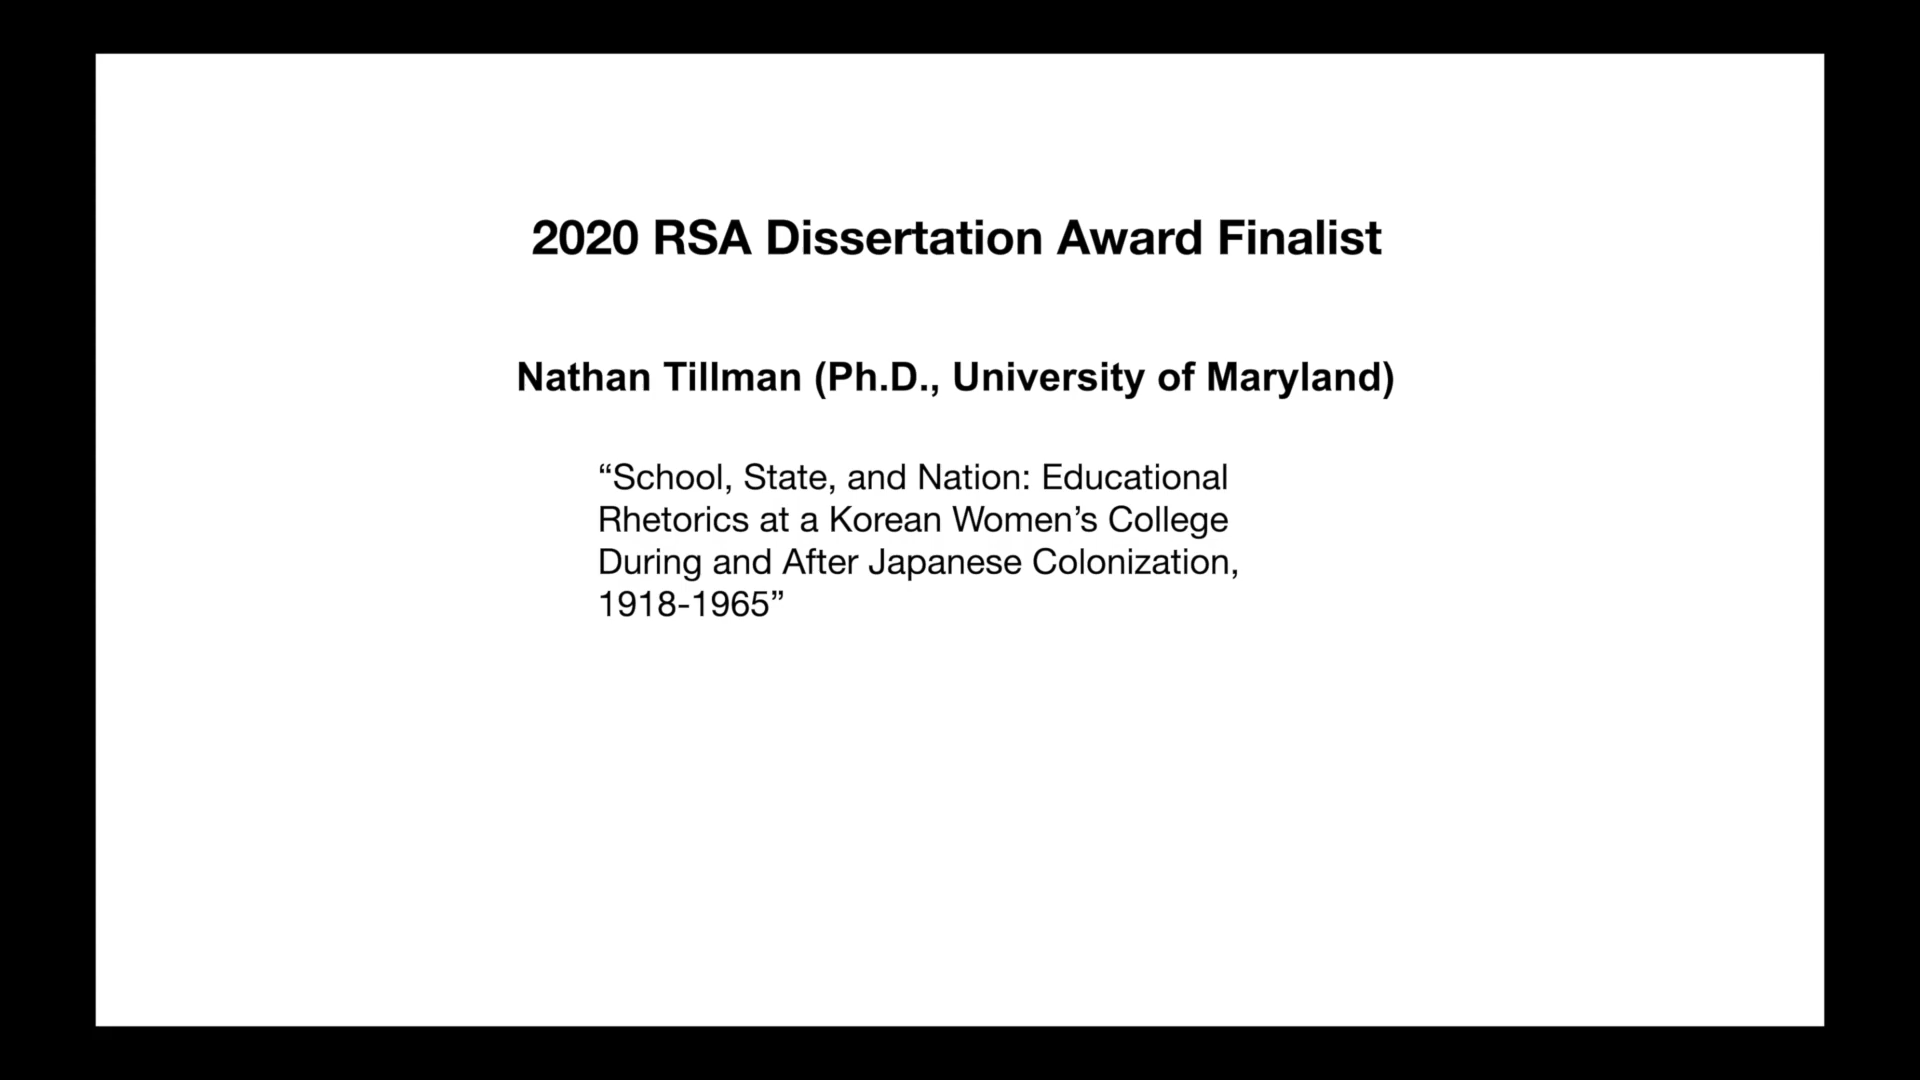 2020 RSA Dissertation Award Finalist
Nathan Tillman (Ph.D., University of Maryland)
“School, State, and Nation: Educational
Rhetorics at a Korean Women’s College
During and After Japanese Colonization,
1918-1965”